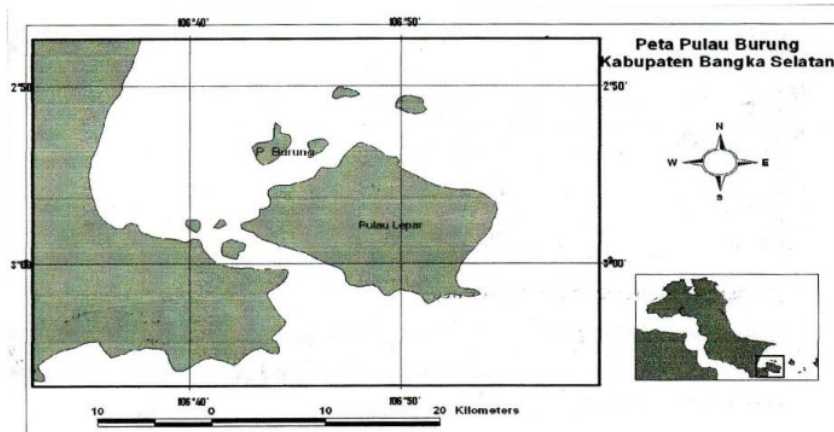 106°40'
106°50'
Peta Pulau Burung
Kabupaten Bangka Selatan
2°50'
2°50'
N
W
E
S
P. Burung
Pulau Lepar
3°00'
3°00'
106°40'
106°50'
10
0
10
20
Kilometers